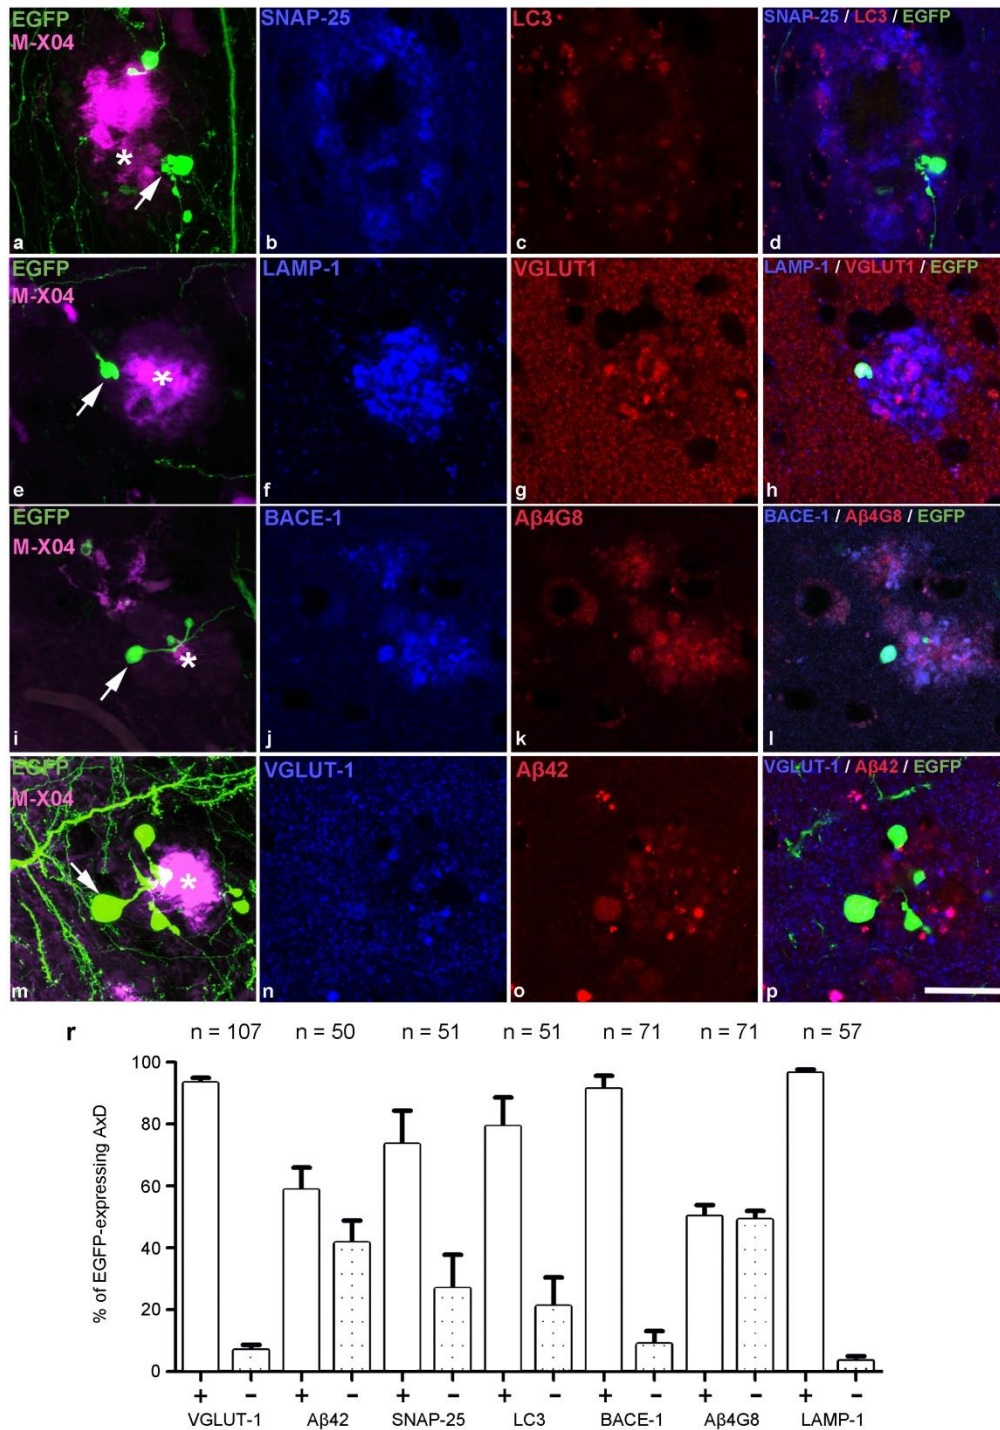 EGFP
M-X04
*
a
SNAP-25
b
LC3
c
SNAP-25 / LC3 / EGFP
d
EGFP
M-X04
*
e
LAMP-1
f
VGLUT1
g
LAMP-1 / VGLUT1 / EGFP
h
EGFP
M-X04
*
i
BACE-1
j
Aβ4G8
k
BACE-1 / Aβ4G8 / EGFP
l
EGFP
M-X04
*
m
VGLUT-1
n
Aβ42
o
VGLUT-1 / Aβ42 / EGFP
p
r
n = 107 n = 50 n = 51 n = 51 n = 71 n = 71 n = 57
% of EGFP-expressing AxD
100
80
60
40
20
0
+ − + − + − + − + − + − + −
VGLUT-1 Aβ42 SNAP-25 LC3 BACE-1 Aβ4G8 LAMP-1